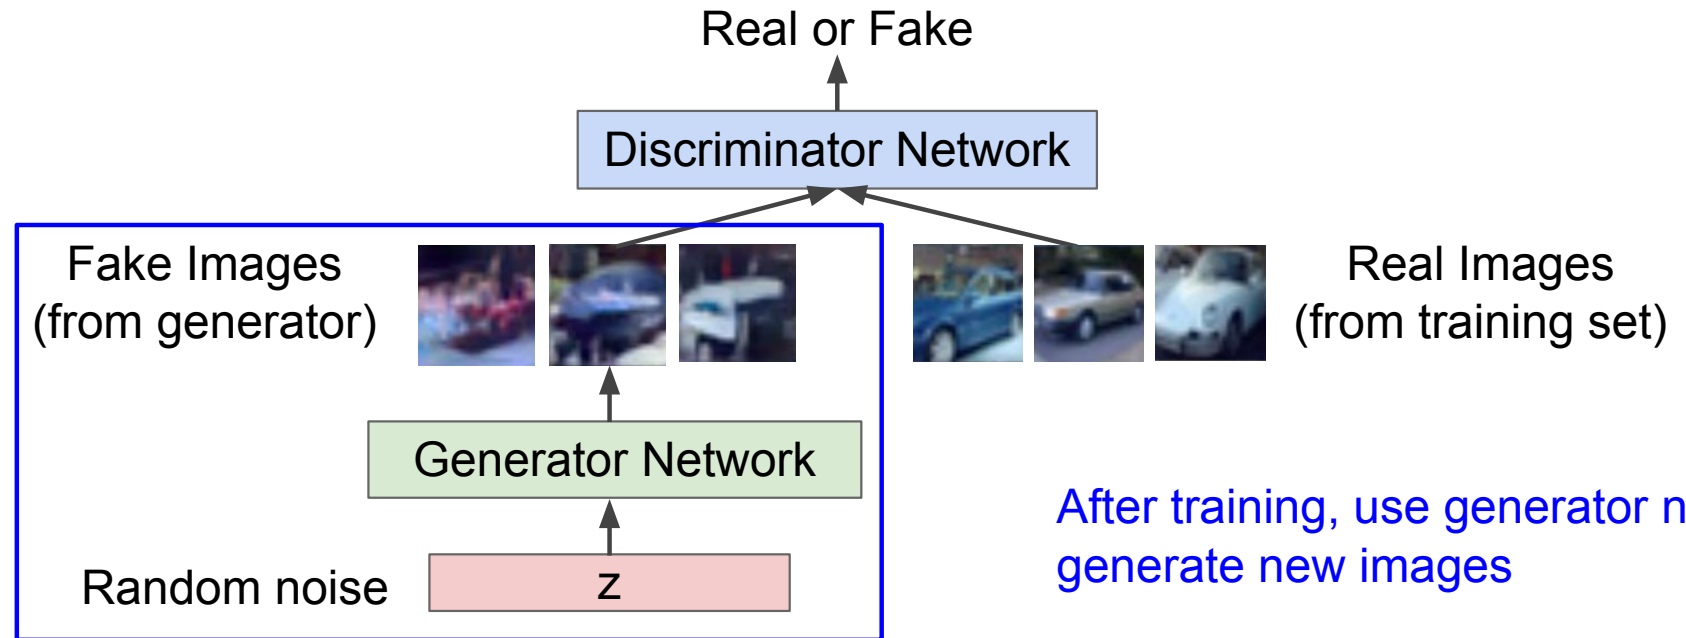 Real or Fake
Discriminator Network
Fake Images
(from generator)
Real Images
(from training set)
Generator Network
After training, use generator n
generate new images
Random noise
z